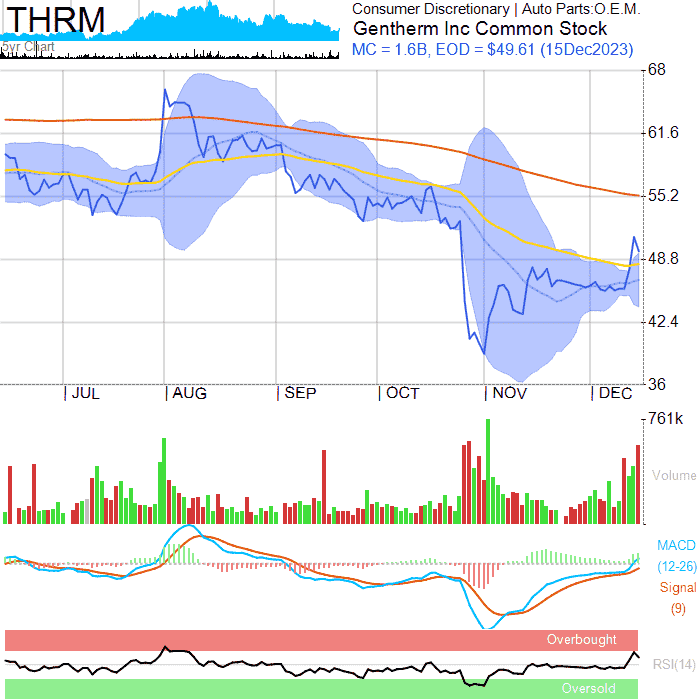 THRM
5yr Chart
Consumer Discretionary | Auto Parts:O.E.M.
Gentherm Inc Common Stock
MC = 1.6B, EOD = $49.61 (15Dec2023)
68
61.6
55.2
48.8
42.4
36
JUL AUG SEP OCT NOV DEC
761k
Volume
MACD
(12-26)
Signal
(9)
Overbought
RSI(14)
Oversold